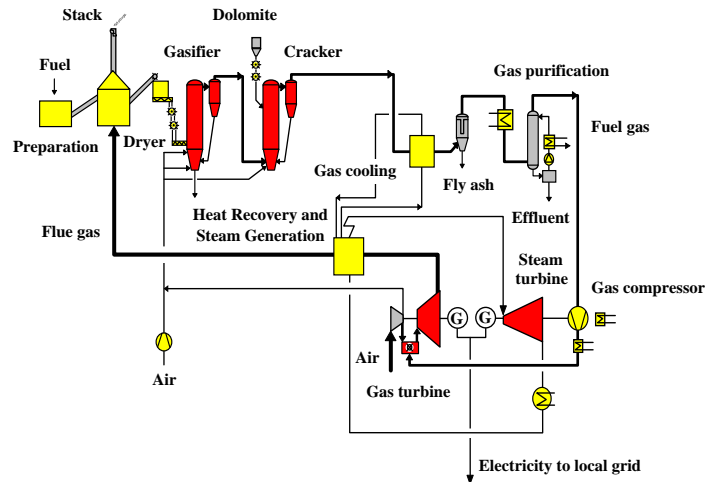 Stack
Dolomite
Gasifier
Cracker
Gas purification
Fuel
Fuel gas
Preparation
Dryer
Gas cooling
Fly ash
Effluent
Heat Recovery and
Steam Generation
Flue gas
Steam
turbine
Gas compressor
G
G
Air
Air
Gas turbine
Electricity to local grid